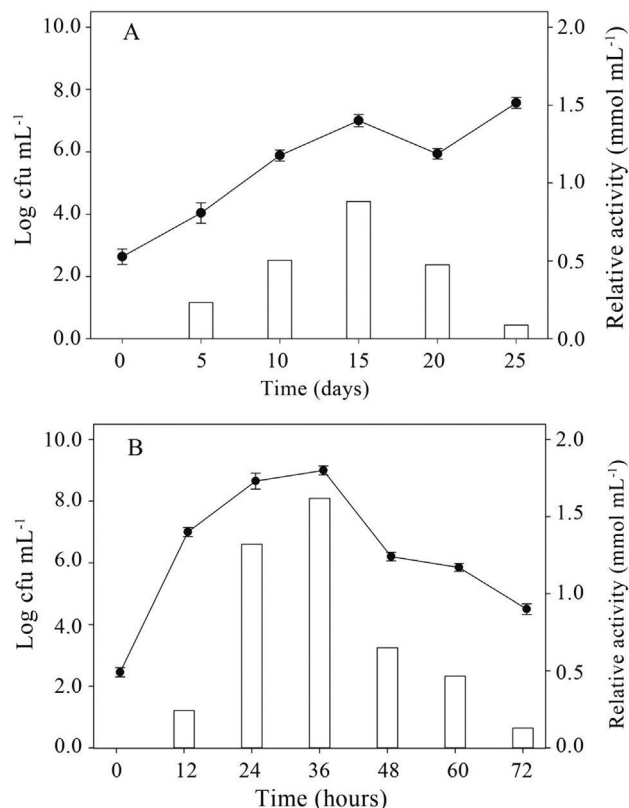 A
10.0
8.0
6.0
4.0
2.0
0.0
Log cfu mL⁻¹
2.0
1.5
1.0
0.5
0.0
Relative activity (mmol mL⁻¹)
0 5 10 15 20 25
Time (days)
B
10.0
8.0
6.0
4.0
2.0
0.0
Log cfu mL⁻¹
2.0
1.5
1.0
0.5
0.0
Relative activity (mmol mL⁻¹)
0 12 24 36 48 60 72
Time (hours)